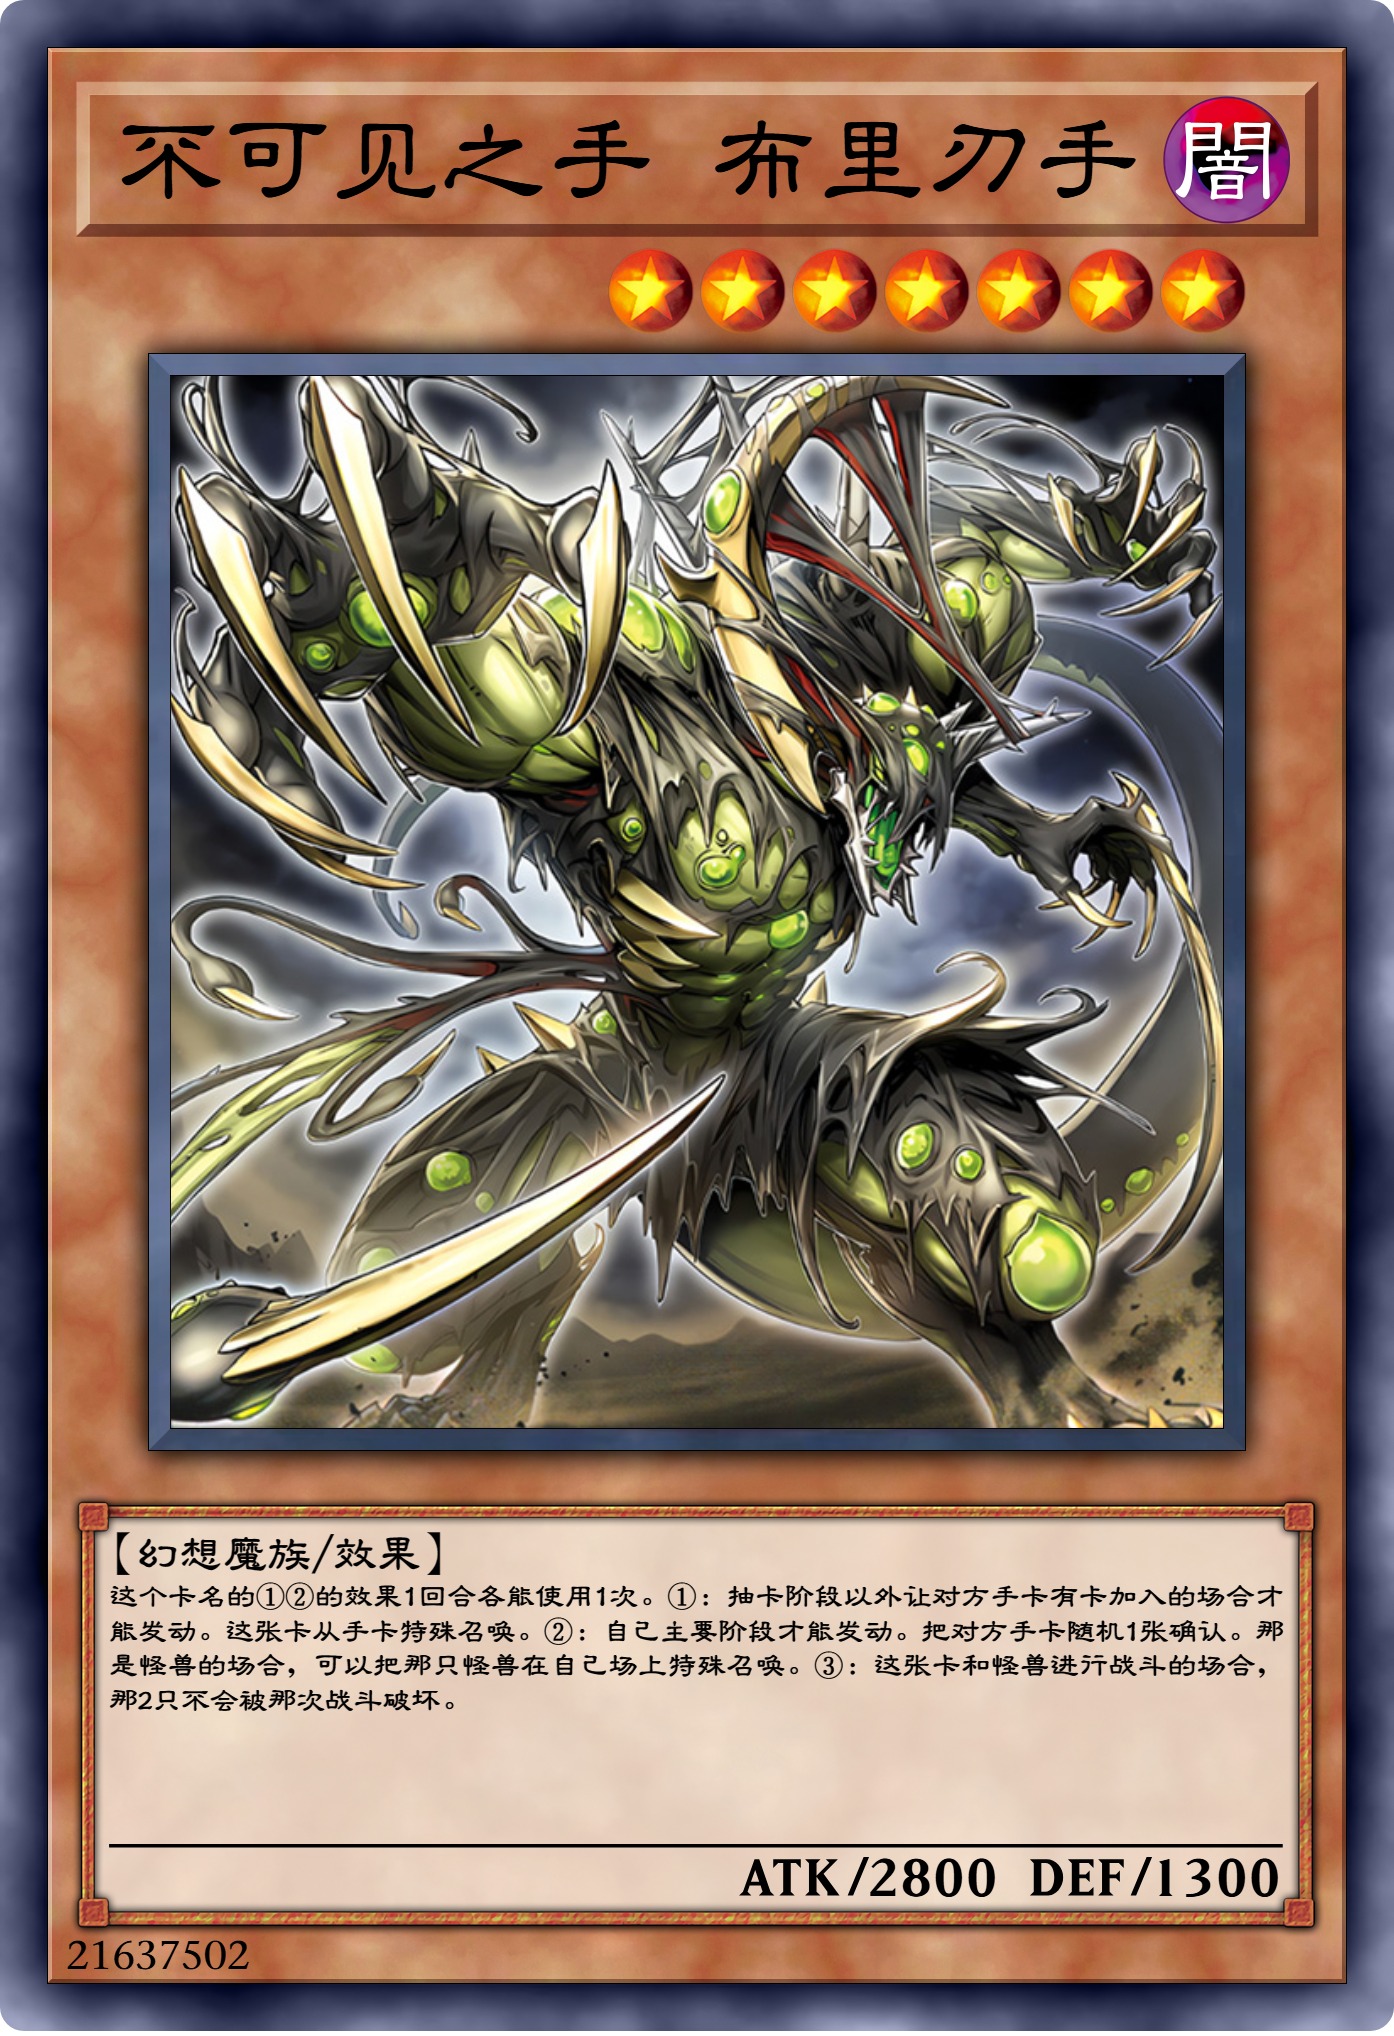 不可见之手 布里刃手
闇
【幻想魔族/效果】
这个卡名的①②的效果1回合各能使用1次。①：抽卡阶段以外让对方手卡有卡加入的场合才
能发动。这张卡从手卡特殊召唤。②：自己主要阶段才能发动。把对方手卡随机1张确认。那
是怪兽的场合，可以把那只怪兽在自己场上特殊召唤。③：这张卡和怪兽进行战斗的场合，
那2只不会被那次战斗破坏。
ATK/2800 DEF/1300
21637502